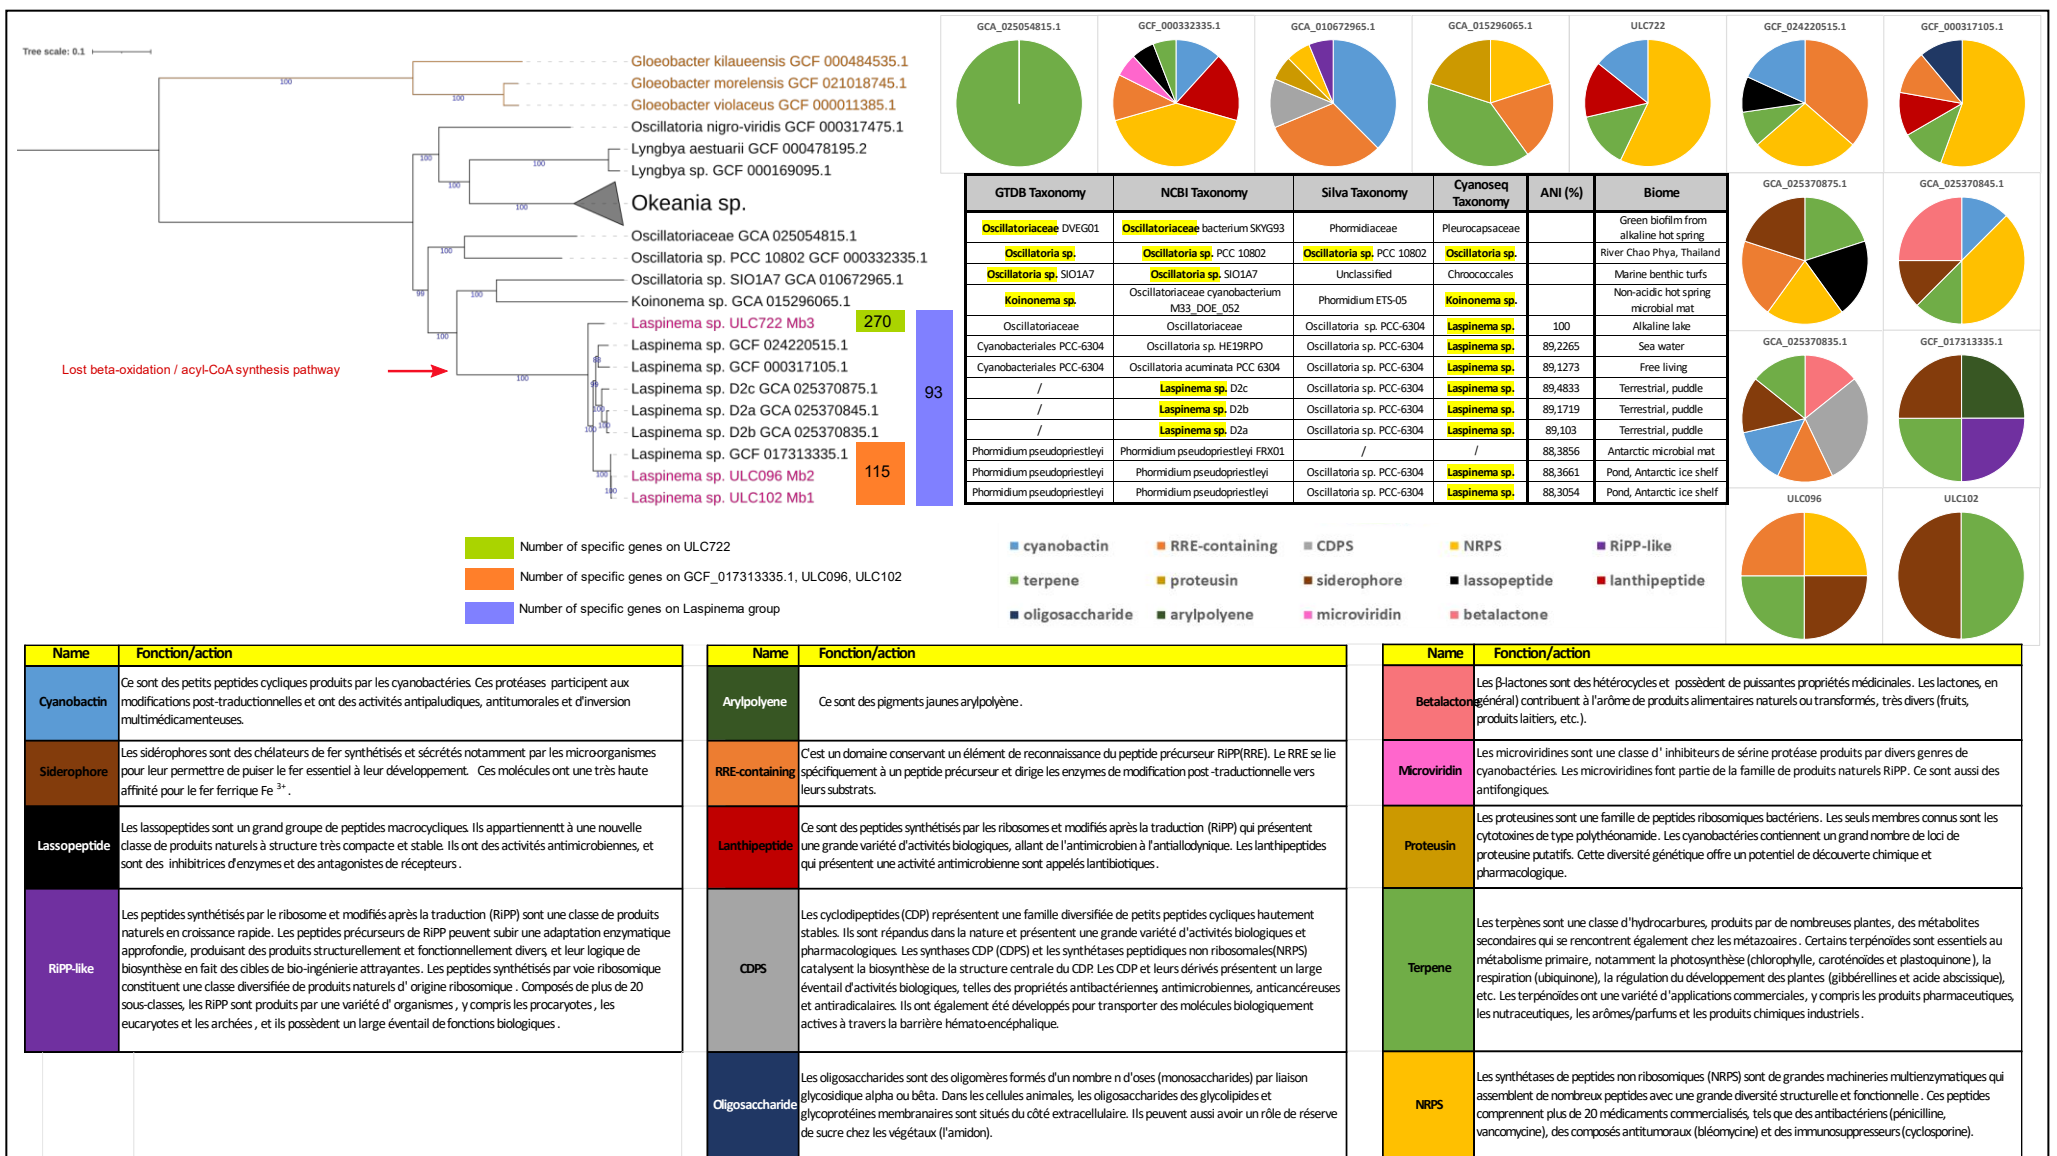 Tree scale: 0.1
100
100
100
100
100
100
100
99
100
100
100
88
99
100
100
100
100
100
Gloeobacter kilaueensis GCF 000484535.1
Gloeobacter morelensis GCF 021018745.1
Gloeobacter violaceus GCF 000011385.1
Oscillatoria nigro-viridis GCF 000317475.1
Lyngbya aestuarii GCF 000478195.2
Lyngbya sp. GCF 000169095.1
Okeania sp.
Oscillatoriaceae GCA 025054815.1
Oscillatoria sp. PCC 10802 GCF 000332335.1
Oscillatoria sp. SIO1A7 GCA 010672965.1
Koinonema sp. GCA 015296065.1
Laspinema sp. ULC722 Mb3
Laspinema sp. GCF 024220515.1
Laspinema sp. GCF 000317105.1
Laspinema sp. D2c GCA 025370875.1
Laspinema sp. D2a GCA 025370845.1
Laspinema sp. D2b GCA 025370835.1
Laspinema sp. GCF 017313335.1
Laspinema sp. ULC096 Mb2
Laspinema sp. ULC102 Mb1
270
93
115
Lost beta-oxidation / acyl-CoA synthesis pathway
Number of specific genes on ULC722
Number of specific genes on GCF_017313335.1, ULC096, ULC102
Number of specific genes on Laspinema group
GCA_025054815.1
GCF_000332335.1
GCA_010672965.1
GCA_015296065.1
ULC722
GCF_024220515.1
GCF_000317105.1
GCA_025370875.1
GCA_025370845.1
GCA_025370835.1
GCF_017313335.1
ULC096
ULC102
GTDB Taxonomy NCBI Taxonomy Silva Taxonomy Cyanoseq Taxonomy ANI (%) Biome
Oscillatoriaceae DVEG01 Oscillatoriaceae bacterium SKYG93 Phormidiaceae Pleurocapsaceae Green biofilm from alkaline hot spring
Oscillatoria sp. Oscillatoria sp. PCC 10802 Oscillatoria sp. PCC 10802 Oscillatoria sp. River Chao Phya, Thailand
Oscillatoria sp. SIO1A7 Oscillatoria sp. SIO1A7 Unclassified Chroococcales Marine benthic turfs
Koinonema sp. Oscillatoriaceae cyanobacterium M33_DOE_052 Phormidium ETS-05 Koinonema sp. Non-acidic hot spring microbial mat
Oscillatoriaceae Oscillatoriaceae Oscillatoria sp. PCC-6304 Laspinema sp. 100 Alkaline lake
Cyanobacteriales PCC-6304 Oscillatoria sp. HE19RPO Oscillatoria sp. PCC-6304 Laspinema sp. 89,2265 Sea water
Cyanobacteriales PCC-6304 Oscillatoria acuminata PCC 6304 Oscillatoria sp. PCC-6304 Laspinema sp. 89,1273 Free living
/ Laspinema sp. D2c Oscillatoria sp. PCC-6304 Laspinema sp. 89,4833 Terrestrial, puddle
/ Laspinema sp. D2b Oscillatoria sp. PCC-6304 Laspinema sp. 89,1719 Terrestrial, puddle
/ Laspinema sp. D2a Oscillatoria sp. PCC-6304 Laspinema sp. 89,103 Terrestrial, puddle
Phormidium pseudopriestleyi Phormidium pseudopriestleyi FRX01 / / 88,3856 Antarctic microbial mat
Phormidium pseudopriestleyi Phormidium pseudopriestleyi Oscillatoria sp. PCC-6304 Laspinema sp. 88,3661 Pond, Antarctic ice shelf
Phormidium pseudopriestleyi Phormidium pseudopriestleyi Oscillatoria sp. PCC-6304 Laspinema sp. 88,3054 Pond, Antarctic ice shelf
cyanobactin RRE-containing CDPS NRPS RiPP-like
terpene proteusin siderophore lassopeptide lanthipeptide
oligosaccharide arylpolyene microviridin betalactone
Name Fonction/action
Cyanobactin
Ce sont des petits peptides cycliques produits par les cyanobactéries. Ces protéases participent aux
modifications post-traductionnelles et ont des activités antipaludiques, antitumorales et d'inversion
multimédicamenteuses.
Siderophore
Les sidérophores sont des chélateurs de fer synthétisés et sécrétés notamment par les micro-organismes
pour leur permettre de puiser le fer essentiel à leur développement. Ces molécules ont une très haute
affinité pour le fer ferrique Fe 3+ .
Lassopeptide
Les lassopeptides sont un grand groupe de peptides macrocycliques. Ils appartiennentt à une nouvelle
classe de produits naturels à structure très compacte et stable. Ils ont des activités antimicrobiennes, et
sont des inhibitrices d'enzymes et des antagonistes de récepteurs.
RiPP-like
Les peptides synthétisés par le ribosome et modifiés après la traduction (RiPP) sont une classe de produits
naturels en croissance rapide. Les peptides précurseurs de RiPP peuvent subir une adaptation enzymatique
approfondie, produisant des produits structurellement et fonctionnellement divers, et leur logique de
biosynthèse en fait des cibles de bio-ingénierie attrayantes. Les peptides synthétisés par voie ribosomique
constituent une classe diversifiée de produits naturels d' origine ribosomique . Composés de plus de 20
sous-classes, les RiPP sont produits par une variété d' organismes , y compris les procaryotes , les
eucaryotes et les archées , et ils possèdent un large éventail de fonctions biologiques .
Name Fonction/action
Arylpolyene
Ce sont des pigments jaunes arylpolyène.
RRE-containing
C'est un domaine conservant un élément de reconnaissance du peptide précurseur RiPP(RRE). Le RRE se lie
spécifiquement à un peptide précurseur et dirige les enzymes de modification post -traductionnelle vers
leurs substrats.
Lanthipeptide
Ce sont des peptides synthétisés par les ribosomes et modifiés après la traduction (RiPP) qui présentent
une grande variété d'activités biologiques, allant de l'antimicrobien à l'antiallodynique. Les lanthipeptides
qui présentent une activité antimicrobienne sont appelés lantibiotiques.
CDPS
Les cyclodipeptides (CDP) représentent une famille diversifiée de petits peptides cycliques hautement
stables. Ils sont répandus dans la nature et présentent une grande variété d'activités biologiques et
pharmacologiques. Les synthases CDP (CDPS) et les synthétases peptidiques non ribosomales(NRPS)
catalysent la biosynthèse de la structure centrale du CDP. Les CDP et leurs dérivés présentent un large
éventail d'activités biologiques, telles des propriétés antibactériennes, antimicrobiennes, anticancéreuses
et antiradicalaires. Ils ont également été développés pour transporter des molécules biologiquement
actives à travers la barrière hémato-encéphalique.
Oligosaccharide
Les oligosaccharides sont des oligomères formés d'un nombre n d'oses (monosaccharides) par liaison
glycosidique alpha ou bêta. Dans les cellules animales, les oligosaccharides des glycolipides et
glycoprotéines membranaires sont situés du côté extracellulaire. Ils peuvent aussi avoir un rôle de réserve
de sucre chez les végétaux (l'amidon).
Name Fonction/action
Betalactone
Les β-lactones sont des hétérocycles et possèdent de puissantes propriétés médicinales. Les lactones, en
général) contribuent à l'arôme de produits alimentaires naturels ou transformés, très divers (fruits,
produits laitiers, etc.).
Microviridin
Les microviridines sont une classe d' inhibiteurs de sérine protéase produits par divers genres de
cyanobactéries. Les microviridines font partie de la famille de produits naturels RiPP. Ce sont aussi des
antifongiques.
Proteusin
Les proteusines sont une famille de peptides ribosomiques bactériens. Les seuls membres connus sont les
cytotoxines de type polythéonamide. Les cyanobactéries contiennent un grand nombre de loci de
proteusine putatifs. Cette diversité génétique offre un potentiel de découverte chimique et
pharmacologique.
Terpene
Les terpènes sont une classe d'hydrocarbures, produits par de nombreuses plantes, des métabolites
secondaires qui se rencontrent également chez les métazoaires . Certains terpénoïdes sont essentiels au
métabolisme primaire, notamment la photosynthèse (chlorophylle, caroténoïdes et plastoquinone), la
respiration (ubiquinone), la régulation du développement des plantes (gibbérellines et acide abscissique),
etc. Les terpénoïdes ont une variété d'applications commerciales, y compris les produits pharmaceutiques,
les nutraceutiques, les arômes/parfums et les produits chimiques industriels .
NRPS
Les synthétases de peptides non ribosomiques (NRPS) sont de grandes machineries multienzymatiques qui
assemblent de nombreux peptides avec une grande diversité structurelle et fonctionnelle . Ces peptides
comprennent plus de 20 médicaments commercialisés, tels que des antibactériens (pénicilline,
vancomycine), des composés antitumoraux (bléomycine) et des immunosuppresseurs (cyclosporine).